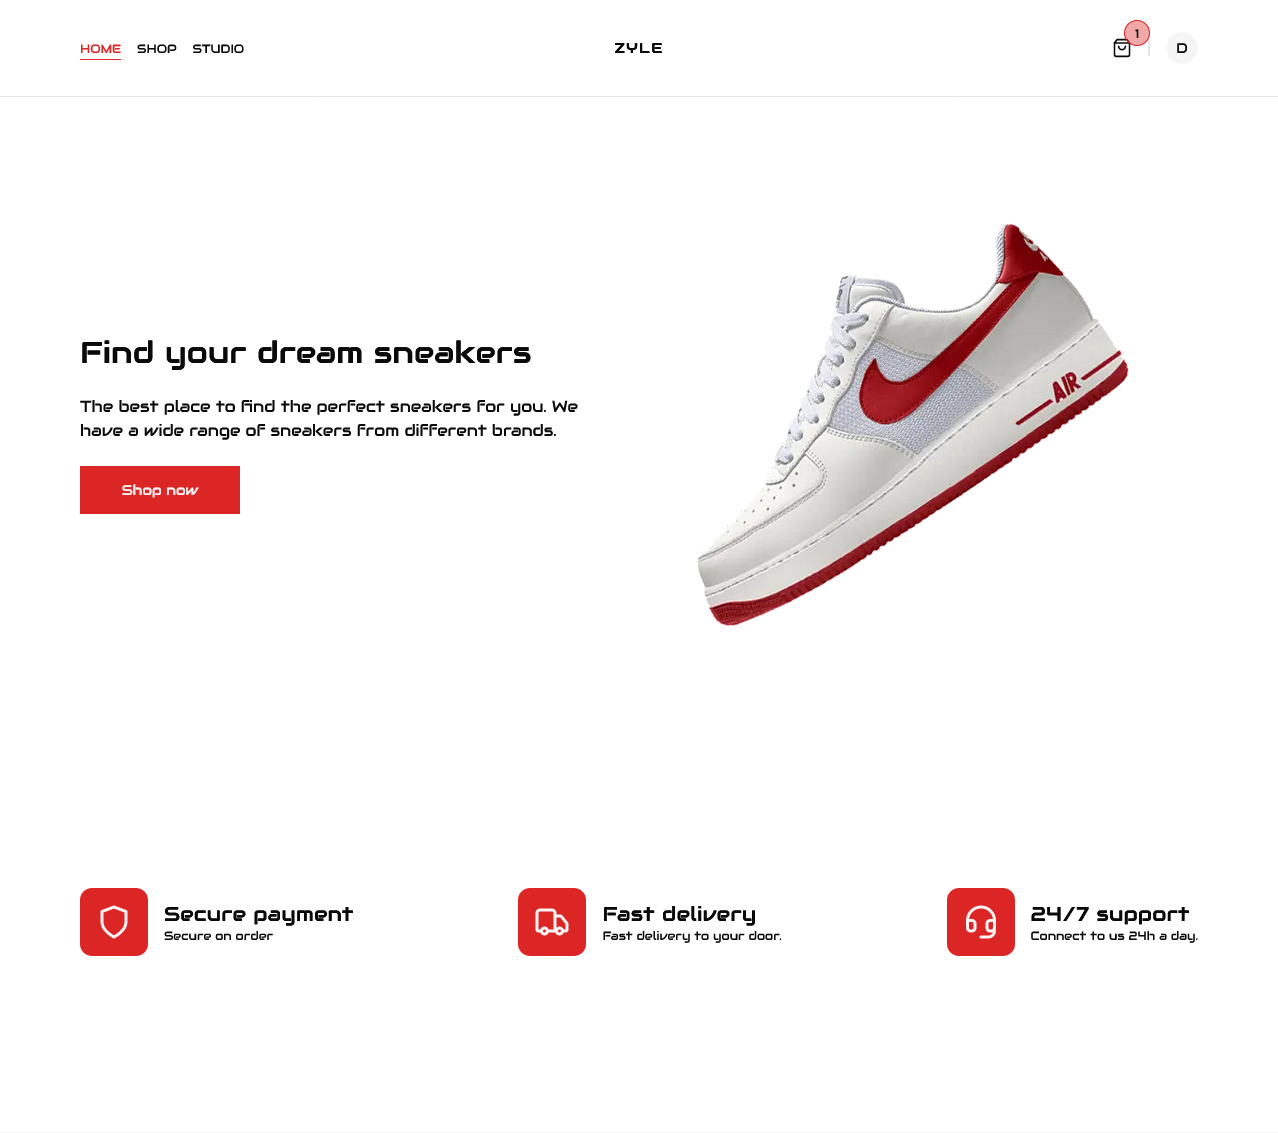 HOME SHOP STUDIO
ZYLE
1
D
Find your dream sneakers
The best place to find the perfect sneakers for you. We
have a wide range of sneakers from different brands.
Shop now
AIR
Secure payment
Secure on order
Fast delivery
Fast delivery to your door.
24/7 support
Connect to us 24h a day.